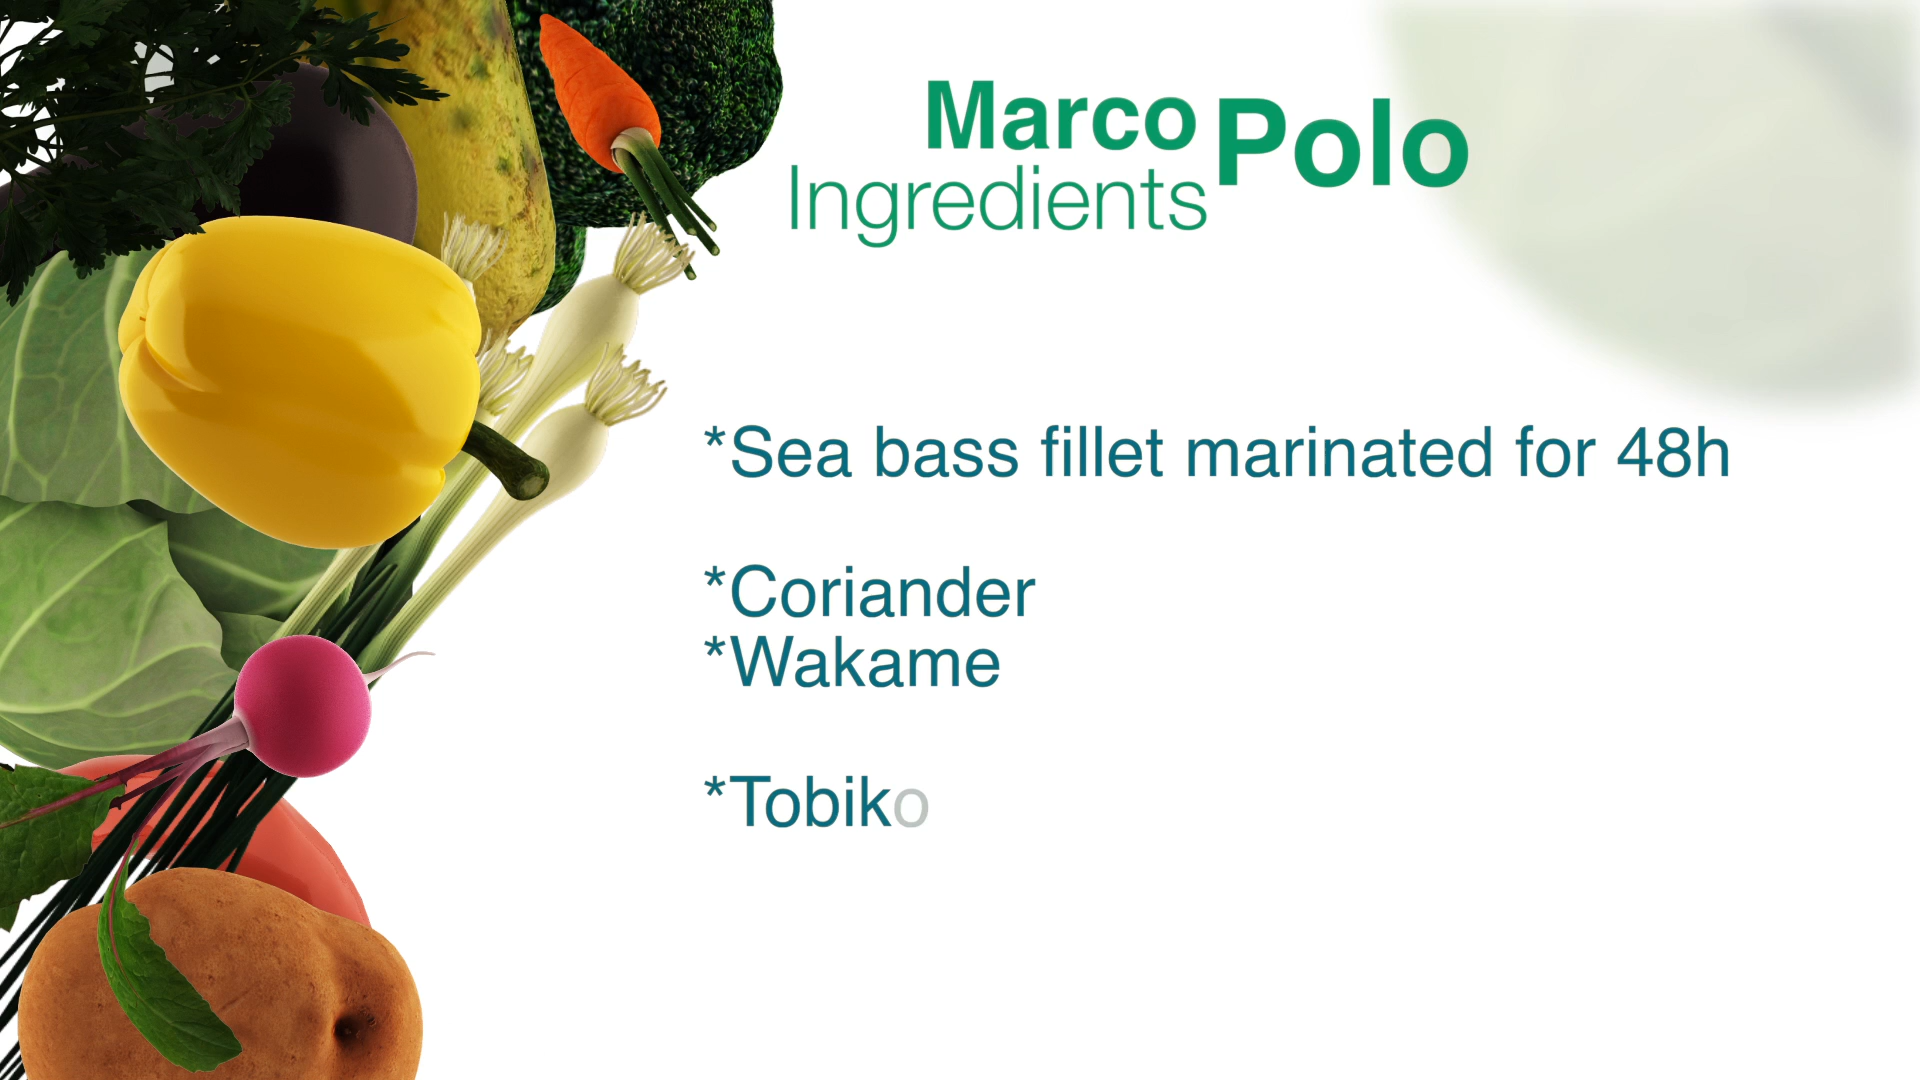 Marco Polo
Ingredients
*Sea bass fillet marinated for 48h
*Coriander
*Wakame
*Tobiko